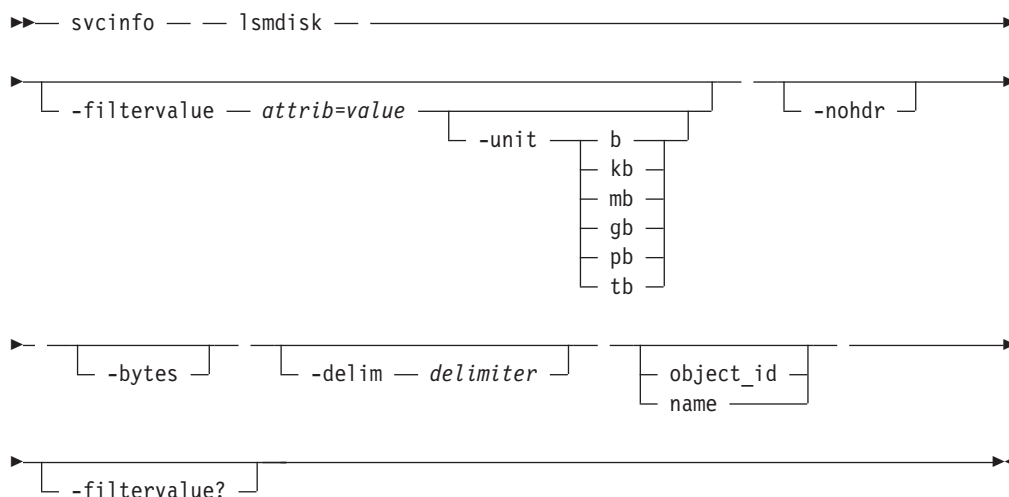 svcinfo lsmdisk
-filtervalue attrib=value -nohdr
-unit b
kb
mb
gb
pb
tb
-bytes -delim delimiter object_id
name
-filtervalue?